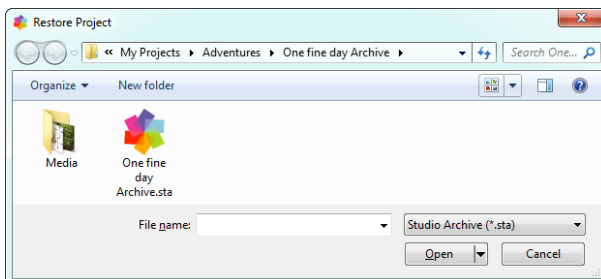 Restore Project
« My Projects ▸ Adventures ▸ One fine day Archive ▸
Search One...
Organize
New folder
Media
One fine
day
Archive.sta
File name:
Studio Archive (*.sta)
Open
Cancel